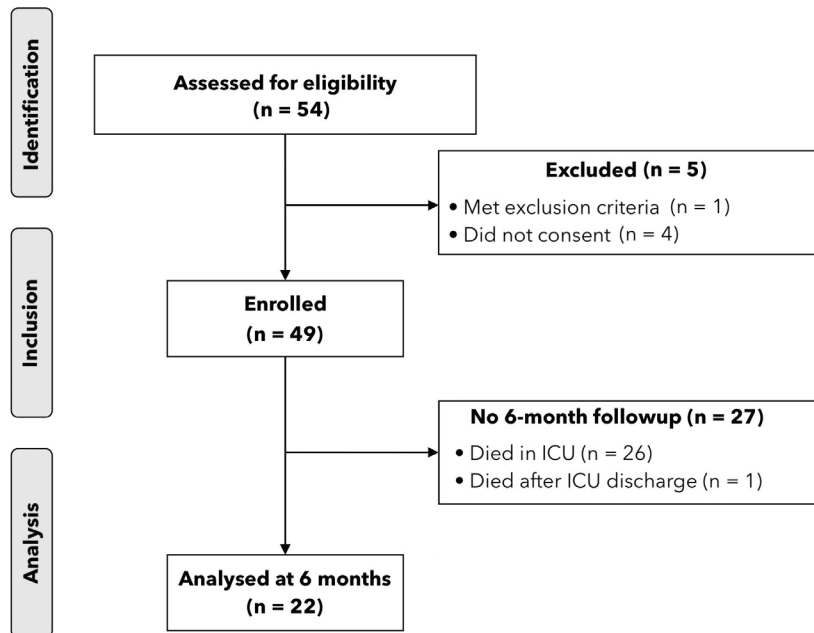 Identification
Assessed for eligibility
(n = 54)
Excluded (n = 5)
• Met exclusion criteria (n = 1)
• Did not consent (n = 4)
Inclusion
Enrolled
(n = 49)
No 6-month followup (n = 27)
• Died in ICU (n = 26)
• Died after ICU discharge (n = 1)
Analysis
Analysed at 6 months
(n = 22)